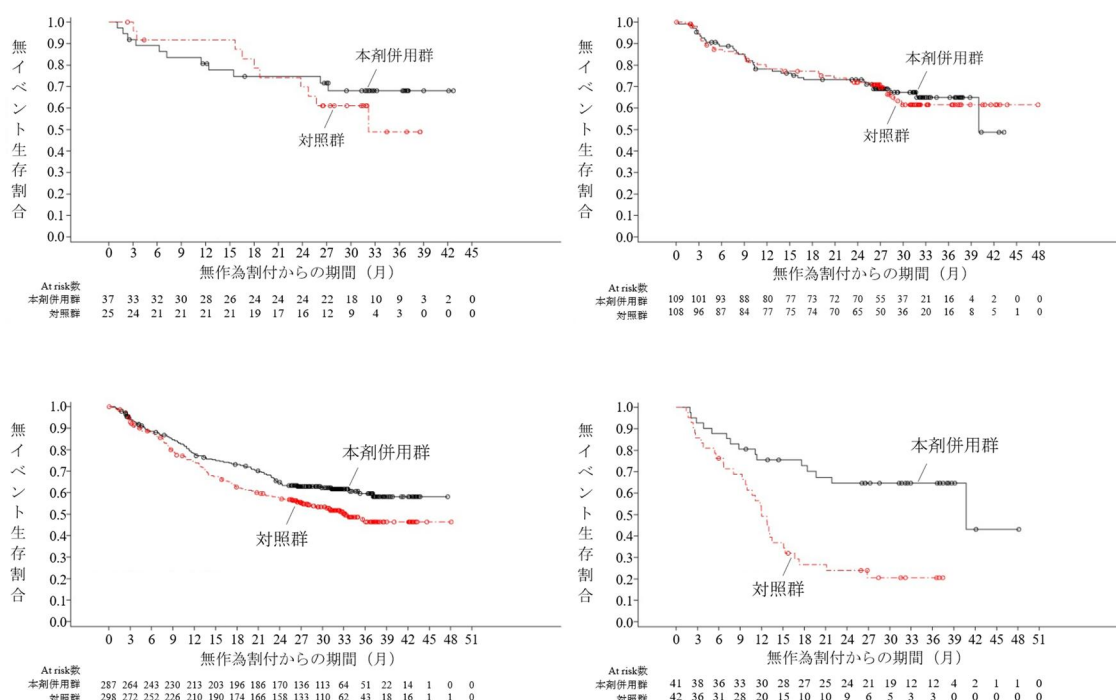 無イベント生存割合
1.0
0.9
0.8
0.7
0.6
0.5
0.4
0.3
0.2
0.1
0.0
本剤併用群
対照群
0 3 6 9 12 15 18 21 24 27 30 33 36 39 42 45
無作為割付からの期間（月）
At risk数
本剤併用群 37 33 32 30 28 26 24 24 24 22 18 10 9 3 2 0
対照群 25 24 21 21 21 21 19 17 16 12 9 4 3 0 0 0
無イベント生存割合
1.0
0.9
0.8
0.7
0.6
0.5
0.4
0.3
0.2
0.1
0.0
本剤併用群
対照群
0 3 6 9 12 15 18 21 24 27 30 33 36 39 42 45 48
無作為割付からの期間（月）
At risk数
本剤併用群 109 101 93 88 80 77 73 72 70 55 37 21 16 4 2 0 0
対照群 108 96 87 84 77 75 74 70 65 50 36 20 16 8 5 1 0
無イベント生存割合
1.0
0.9
0.8
0.7
0.6
0.5
0.4
0.3
0.2
0.1
0.0
本剤併用群
対照群
0 3 6 9 12 15 18 21 24 27 30 33 36 39 42 45 48 51
無作為割付からの期間（月）
At risk数
本剤併用群 287 264 243 230 213 203 196 186 170 136 113 64 51 22 14 1 0 0
対照群 298 272 252 226 210 190 174 166 158 133 110 62 43 18 16 1 1 0
無イベント生存割合
1.0
0.9
0.8
0.7
0.6
0.5
0.4
0.3
0.2
0.1
0.0
本剤併用群
対照群
0 3 6 9 12 15 18 21 24 27 30 33 36 39 42 45 48 51
無作為割付からの期間（月）
At risk数
本剤併用群 41 38 36 33 30 28 27 25 24 21 19 12 12 4 2 1 1 0
対照群 42 36 31 28 20 15 10 10 9 6 5 3 3 0 0 0 0 0